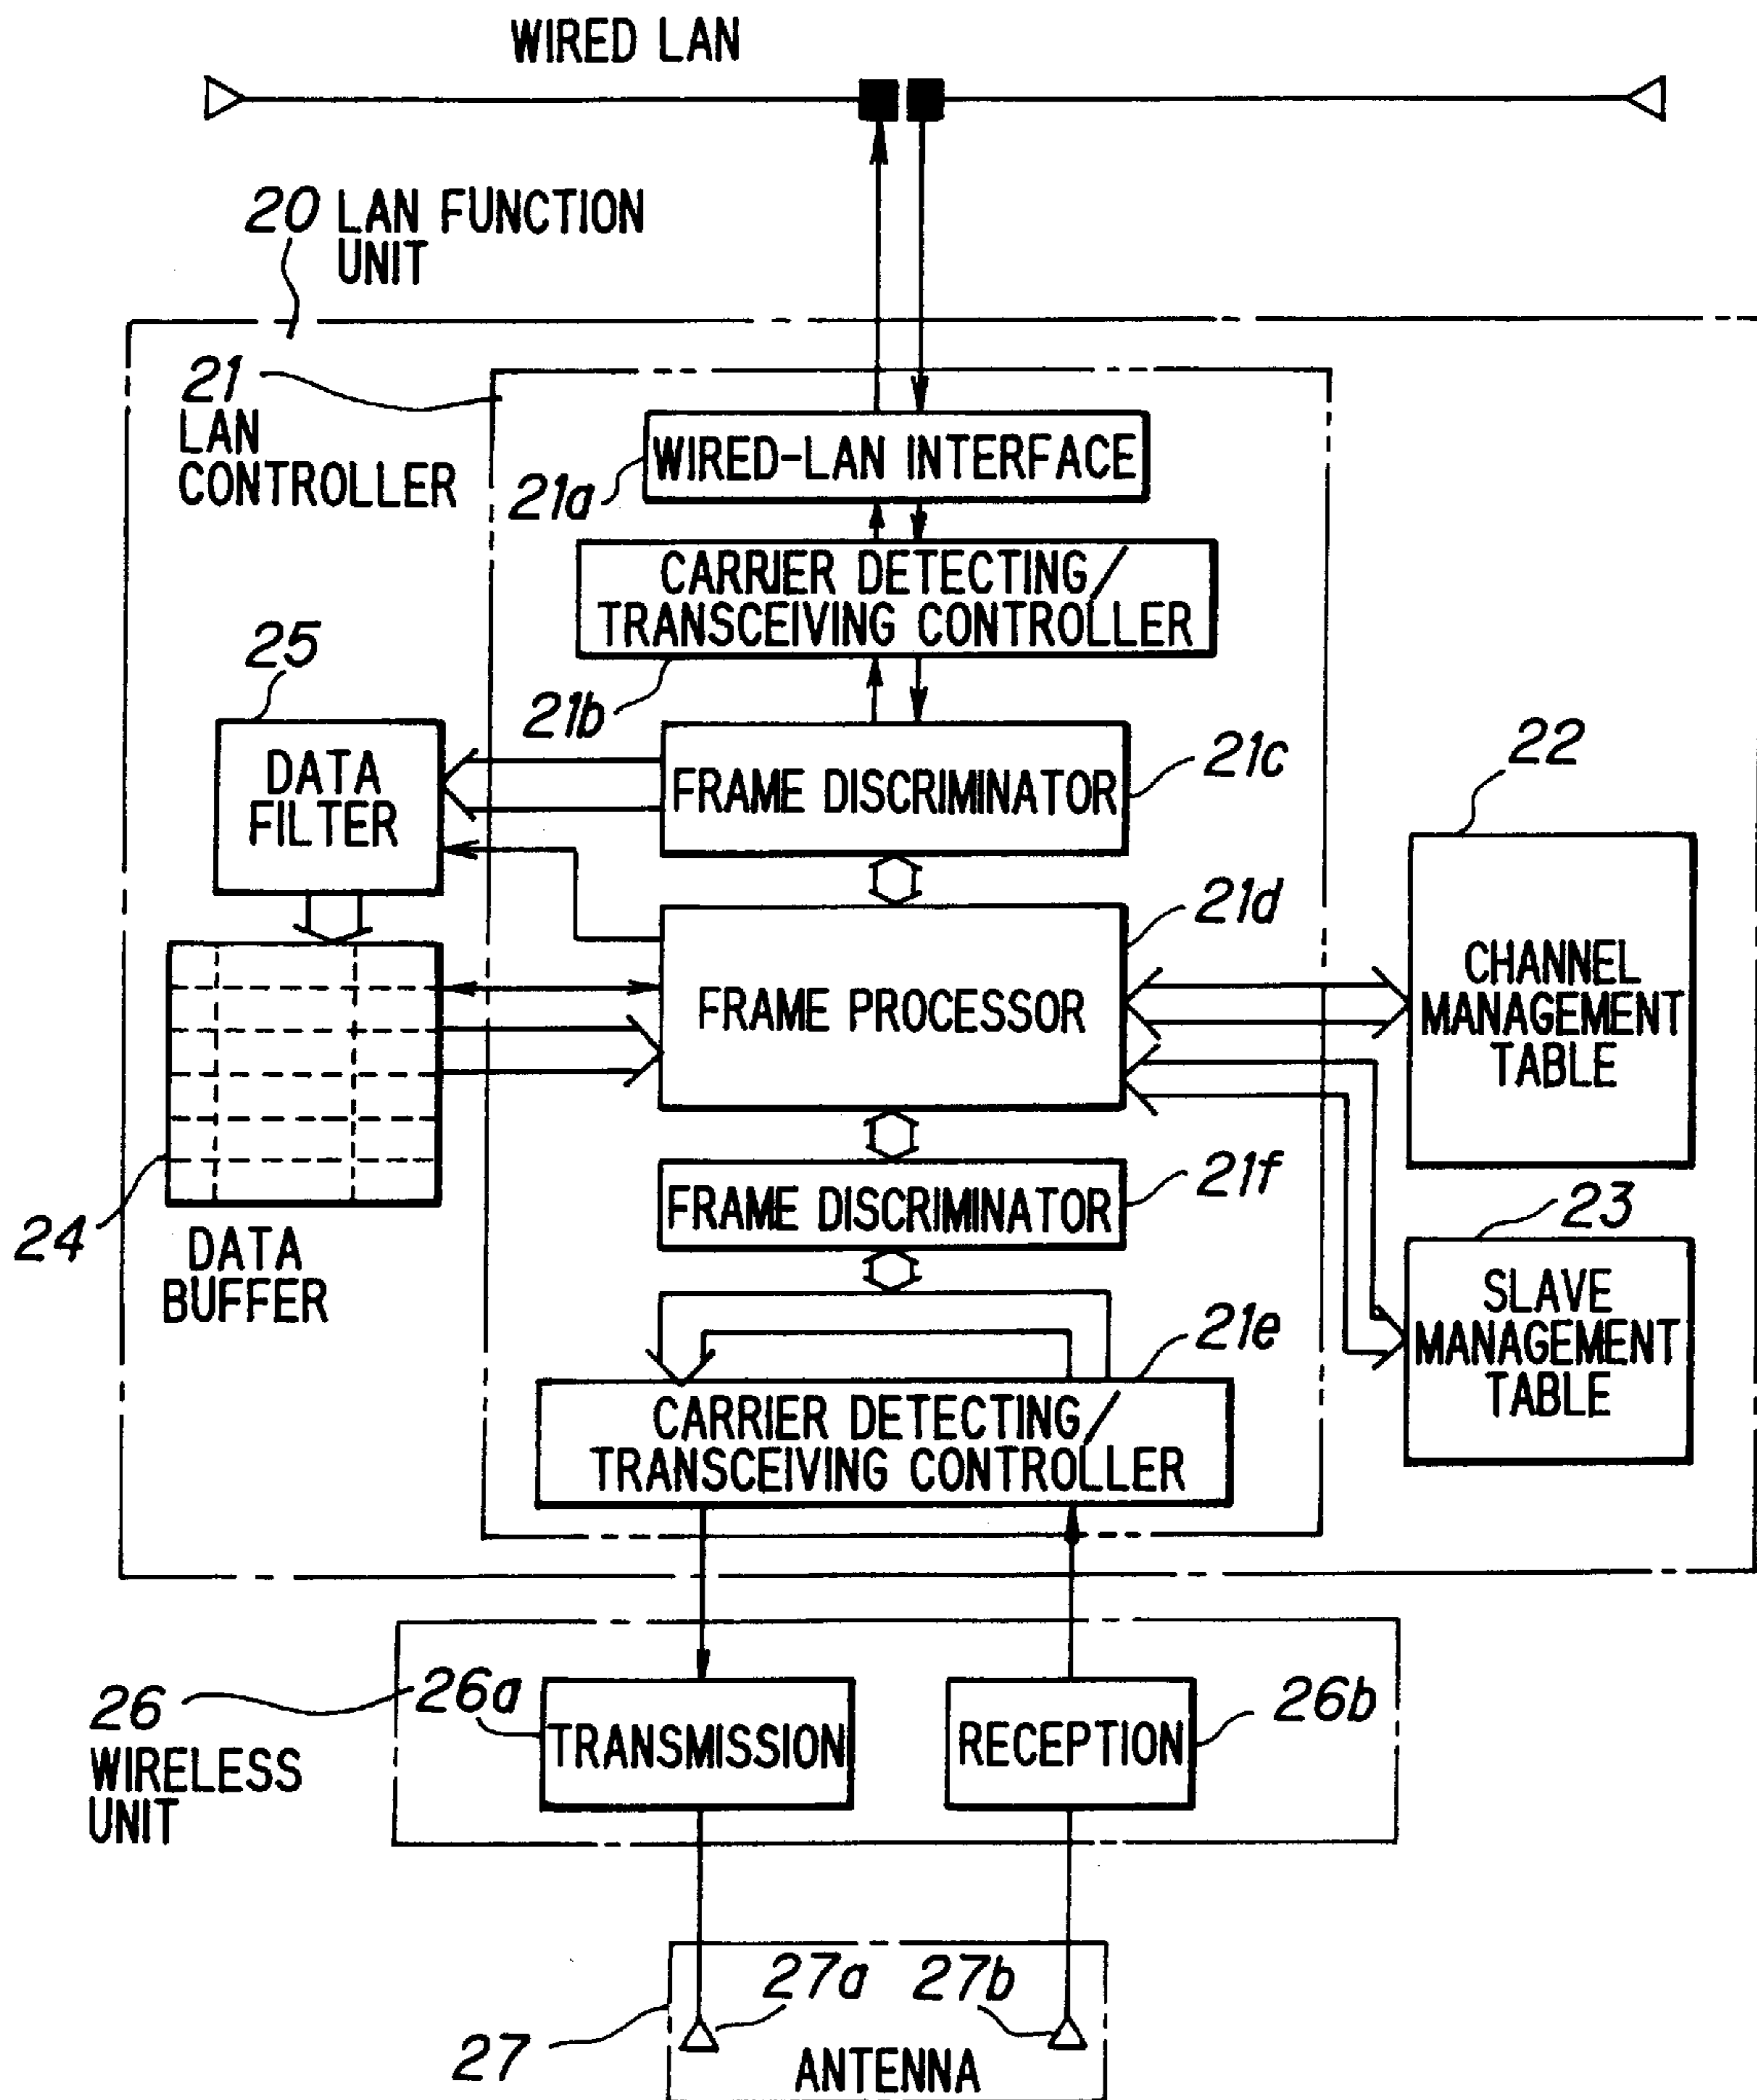 WIRED LAN
20 LAN FUNCTION
UNIT
21
LAN
CONTROLLER
WIRED-LAN INTERFACE
21a
CARRIER DETECTING/
TRANSCEIVING CONTROLLER
21b
25
DATA
FILTER
FRAME DISCRIMINATOR
21c
22
CHANNEL
MANAGEMENT
TABLE
21d
FRAME PROCESSOR
24
DATA
BUFFER
FRAME DISCRIMINATOR
21f
23
SLAVE
MANAGEMENT
TABLE
21e
CARRIER DETECTING/
TRANSCEIVING CONTROLLER
26
WIRELESS
UNIT
26a
TRANSMISSION
RECEPTION
26b
27a
27b
27
ANTENNA